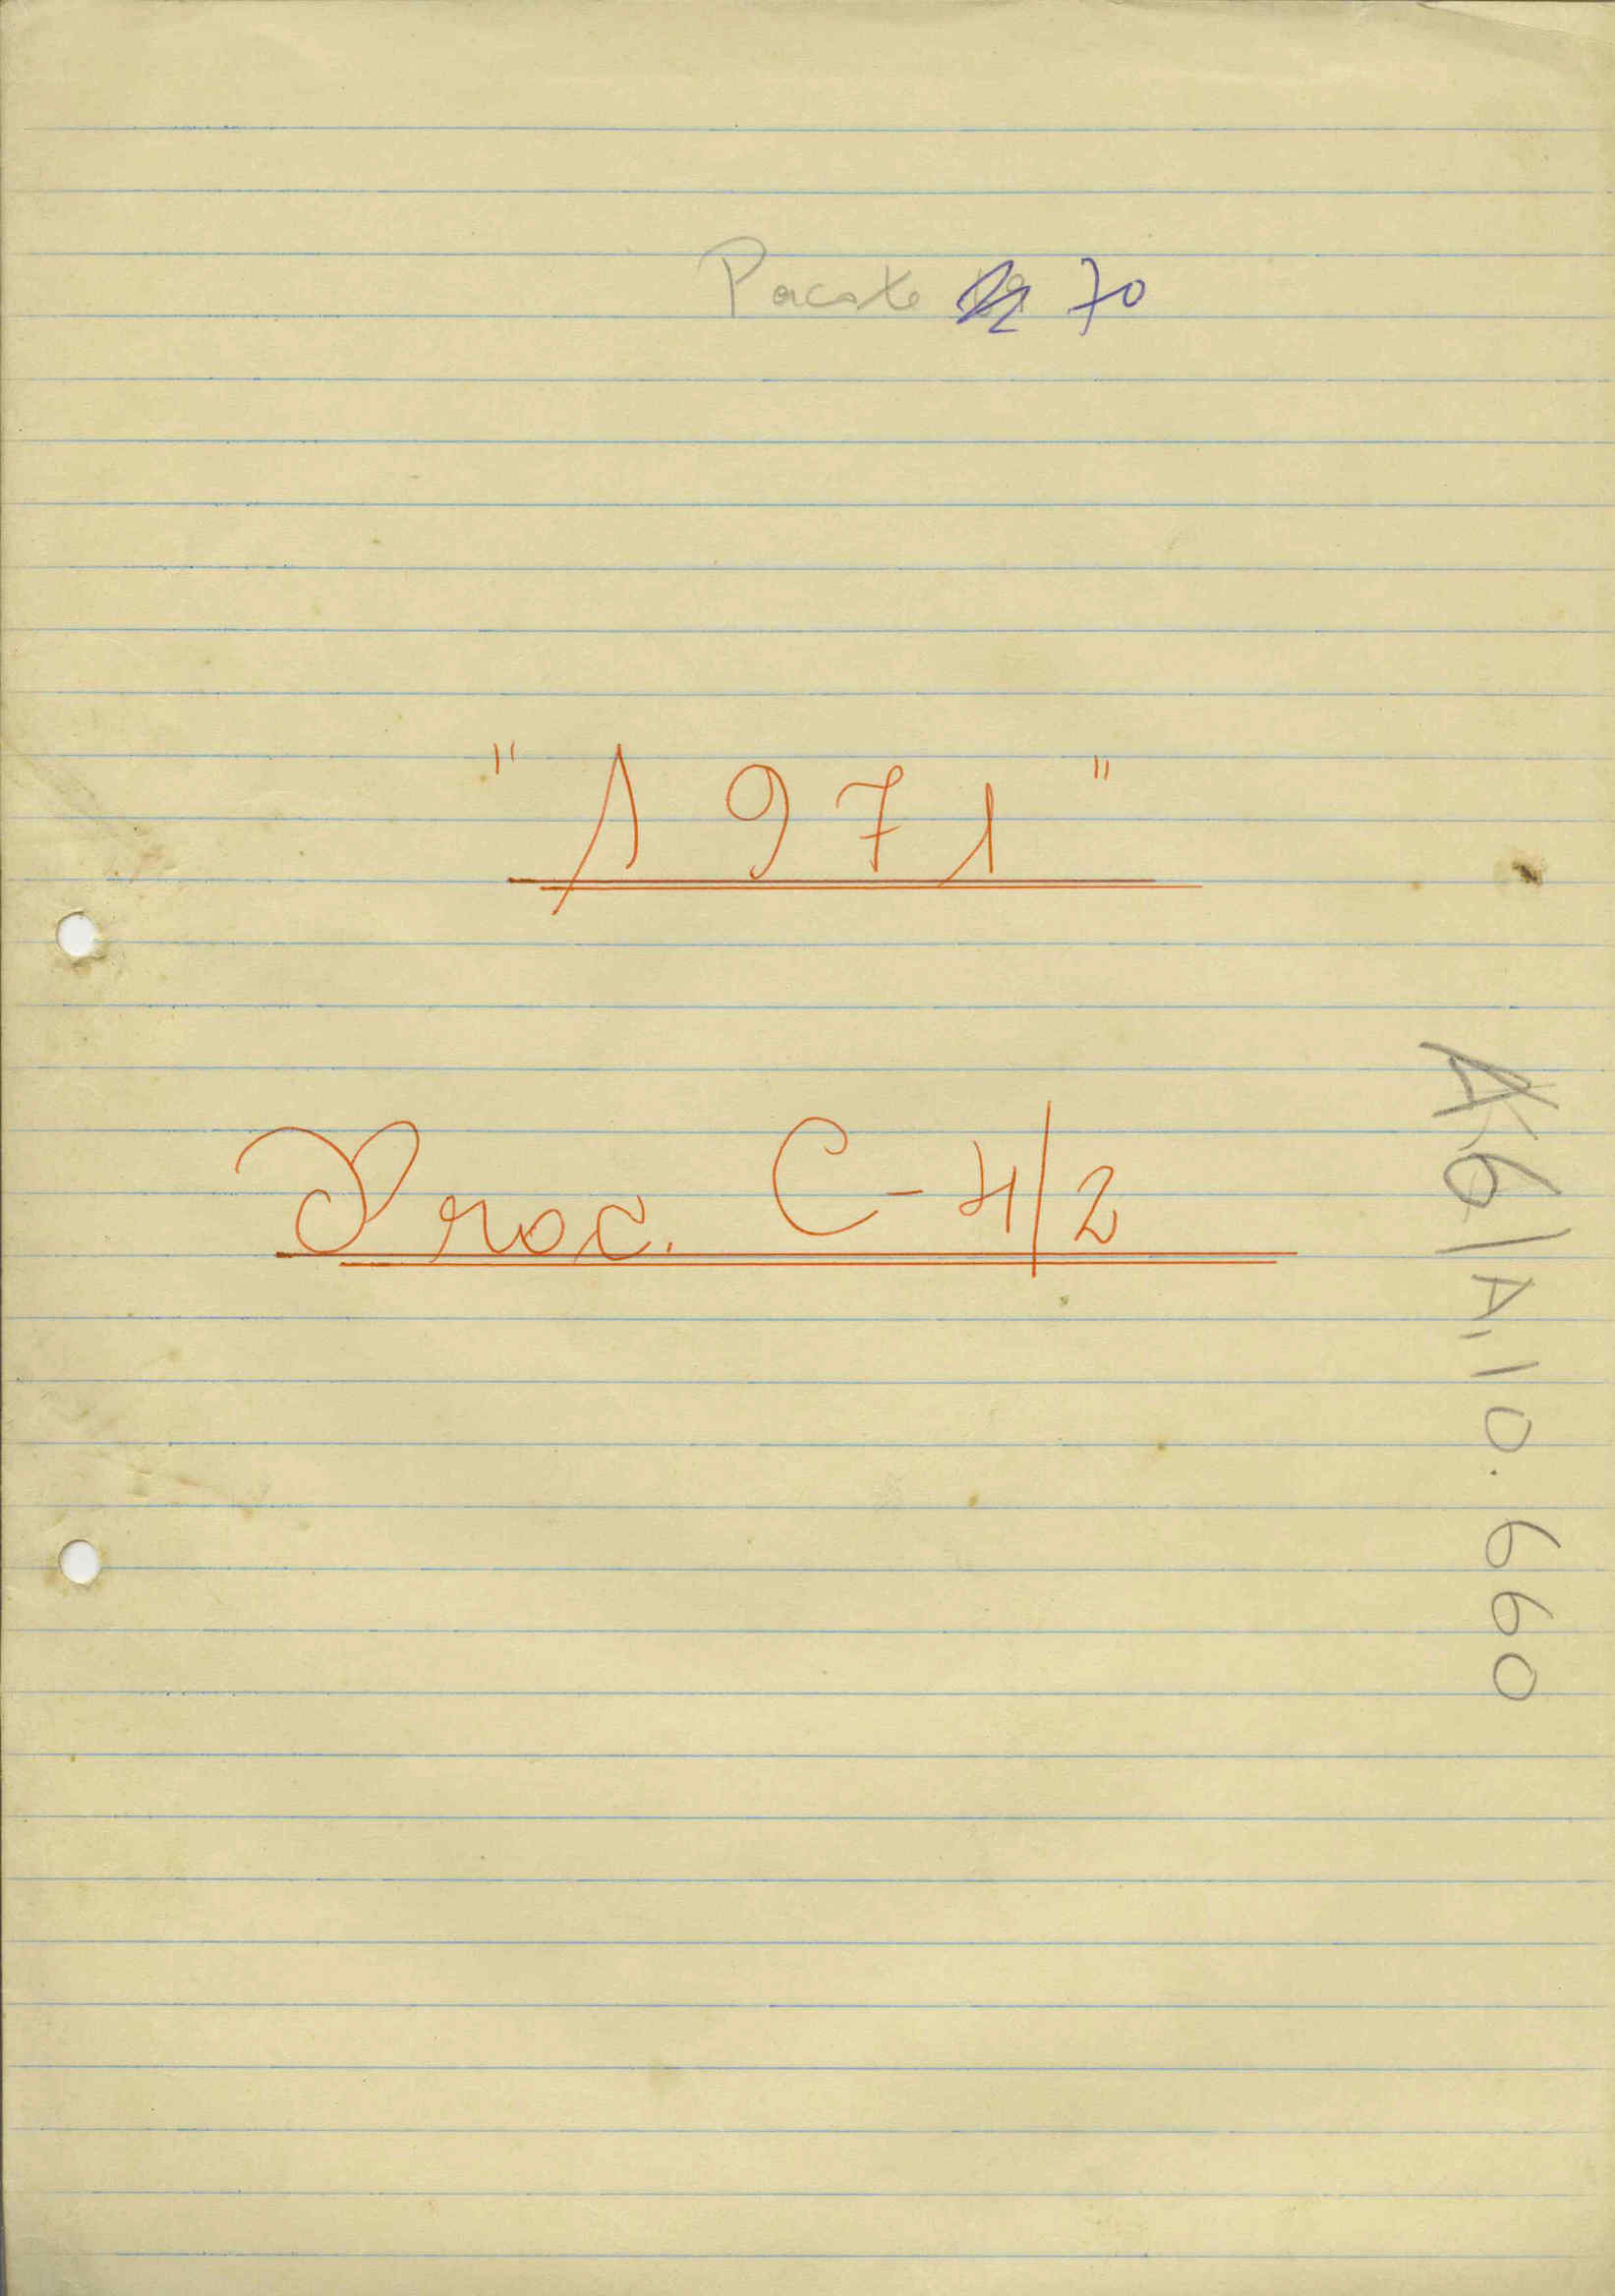 Pacote 70
"1971"
Proc. C-4/2
A6/A,10.660